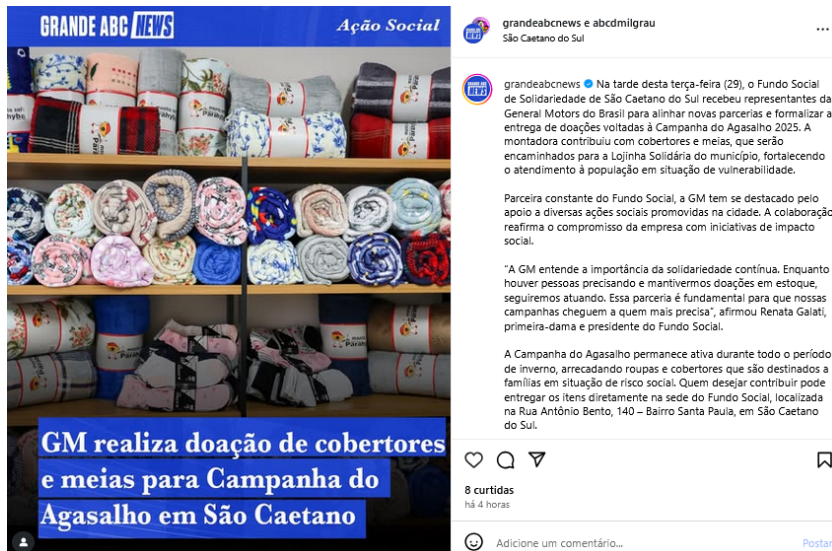 GRANDE ABC NEWS
Ação Social
GM realiza doação de cobertores
e meias para Campanha do
Agasalho em São Caetano
grandeabcnews e abcdmilgrau
São Caetano do Sul
grandeabcnews Na tarde desta terça-feira (29), o Fundo Social
de Solidariedade de São Caetano do Sul recebeu representantes da
General Motors do Brasil para alinhar novas parcerias e formalizar a
entrega de doações voltadas à Campanha do Agasalho 2025. A
montadora contribuiu com cobertores e meias, que serão
encaminhados para a Lojinha Solidária do município, fortalecendo
o atendimento à população em situação de vulnerabilidade.
Parceira constante do Fundo Social, a GM tem se destacado pelo
apoio a diversas ações sociais promovidas na cidade. A colaboração
reafirma o compromisso da empresa com iniciativas de impacto
social.
"A GM entende a importância da solidariedade contínua. Enquanto
houver pessoas precisando e mantivermos doações em estoque,
seguiremos atuando. Essa parceria é fundamental para que nossas
campanhas cheguem a quem mais precisa", afirmou Renata Galati,
primeira-dama e presidente do Fundo Social.
A Campanha do Agasalho permanece ativa durante todo o período
de inverno, arrecadando roupas e cobertores que são destinados a
famílias em situação de risco social. Quem desejar contribuir pode
entregar os itens diretamente na sede do Fundo Social, localizada
na Rua Antônio Bento, 140 – Bairro Santa Paula, em São Caetano
do Sul.
8 curtidas
há 4 horas
Adicione um comentário...
Postar